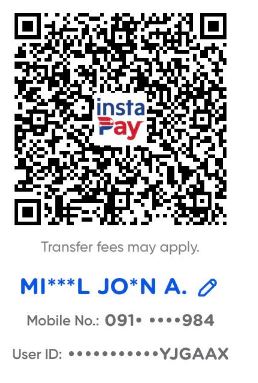 insta
Pay
Transfer fees may apply.
MI***L JO*N A.
Mobile No.: 091• ••••984
User ID: •••••••••••YJGAAX